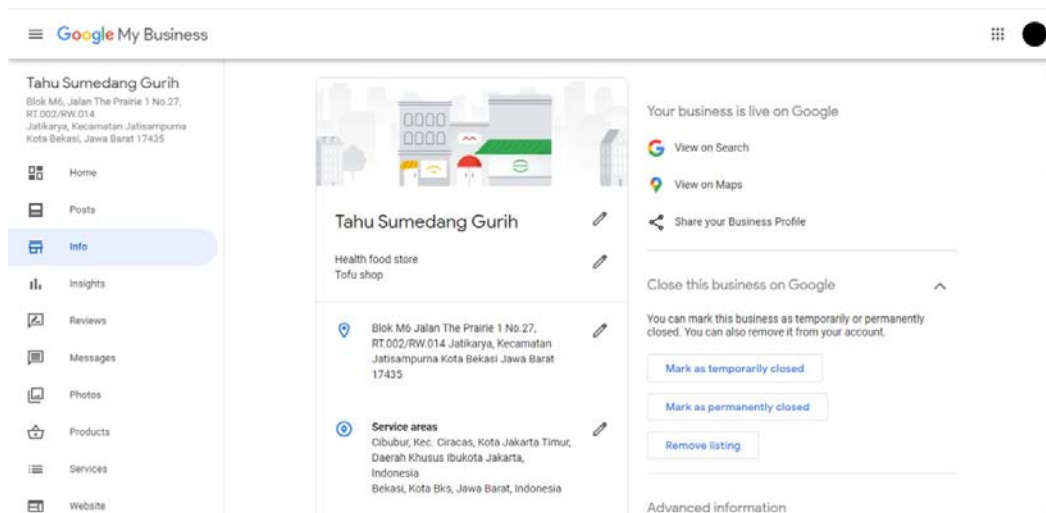 Google My Business
Tahu Sumedang Gurih
Blok M6, Jalan The Prairie 1 No.27,
RT.002/RW.014
Jatikarya, Kecamatan Jatisampurna
Kota Bekasi, Jawa Barat 17435
Home
Posts
Info
Insights
Reviews
Messages
Photos
Products
Services
Website
Tahu Sumedang Gurih
Health food store
Tofu shop
Blok M6 Jalan The Prairie 1 No.27,
RT.002/RW.014 Jatikarya, Kecamatan
Jatisampurna Kota Bekasi Jawa Barat
17435
Service areas
Cibubur, Kec. Ciracas, Kota Jakarta Timur,
Daerah Khusus Ibukota Jakarta,
Indonesia
Bekasi, Kota Bks, Jawa Barat, Indonesia
Your business is live on Google
View on Search
View on Maps
Share your Business Profile
Close this business on Google
You can mark this business as temporarily or permanently
closed. You can also remove it from your account.
Mark as temporarily closed
Mark as permanently closed
Remove listing
Advanced information